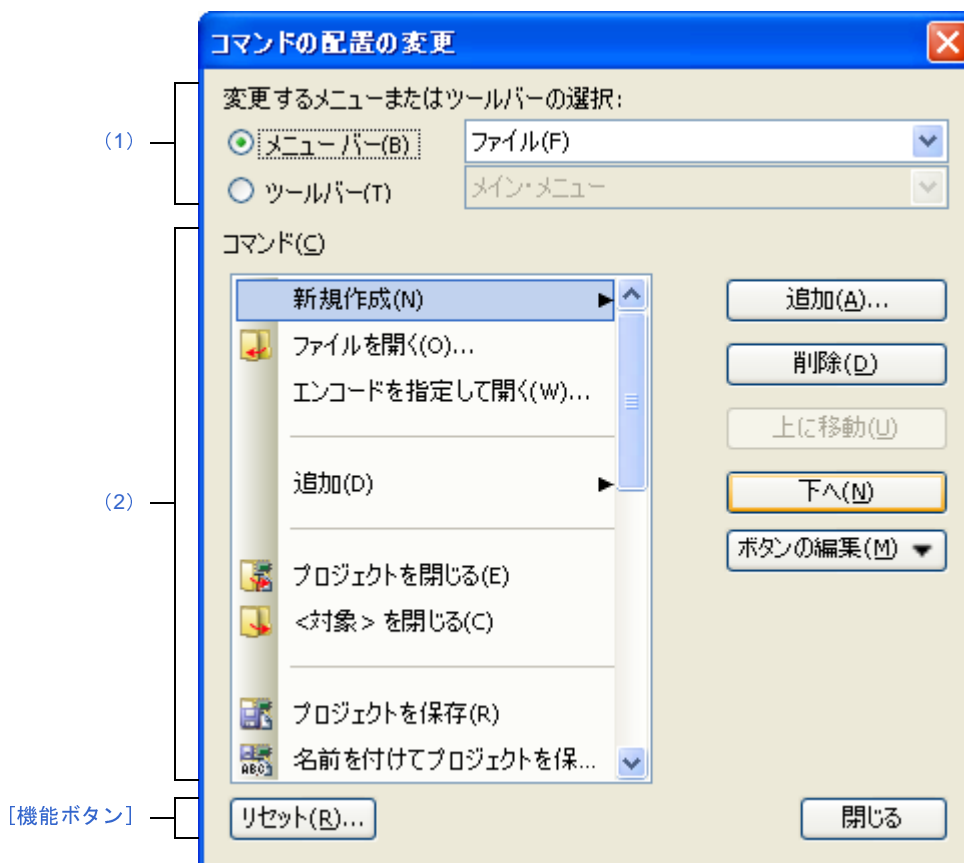 コマンドの配置の変更
変更するメニューまたはツールバーの選択:
(1)
メニュー バー(B)
ファイル(F)
ツールバー(T)
メイン・メニュー
コマンド(C)
(2)
新規作成(N)
ファイルを開く(O)...
エンコードを指定して開く(W)...
追加(D)
プロジェクトを閉じる(E)
<対象> を閉じる(C)
プロジェクトを保存(R)
名前を付けてプロジェクトを保...
ABC
追加(A)...
削除(D)
上に移動(U)
下へ(N)
ボタンの編集(M)
[機能ボタン]
リセット(R)...
閉じる